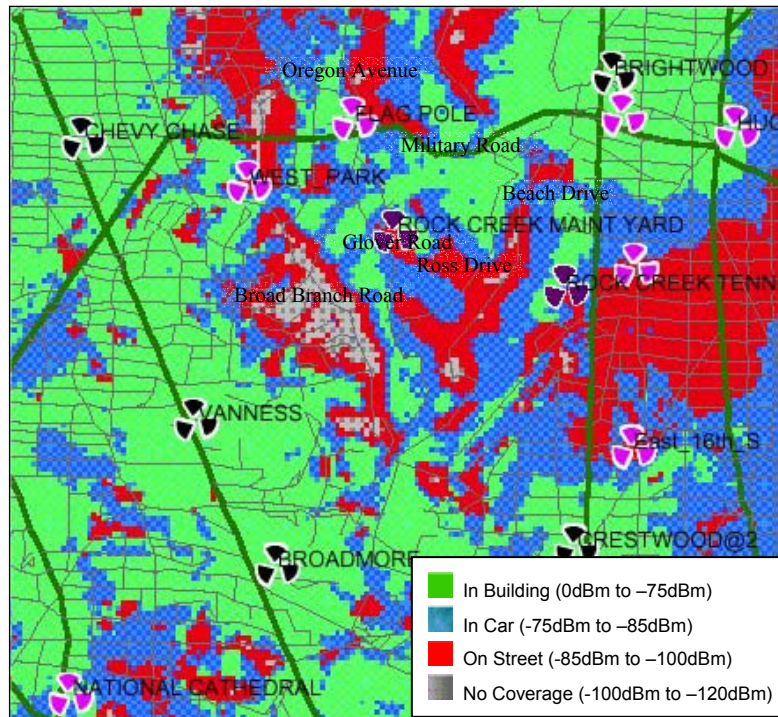 Oregon Avenue
BRIGHTWOOD
FLAG POLE
CHEVY CHASE
Military Road
WEST_PARK
Beach Drive
ROCK CREEK MAINT YARD
Glover Road
Ross Drive
ROCK CREEK TENN
Broad Branch Road
VANNESS
East_16th_S
CRESTWOOD@2
BROADMORE
In Building (0dBm to –75dBm)
In Car (-75dBm to –85dBm)
On Street (-85dBm to –100dBm)
No Coverage (-100dBm to –120dBm)
NATIONAL CATHEDRAL